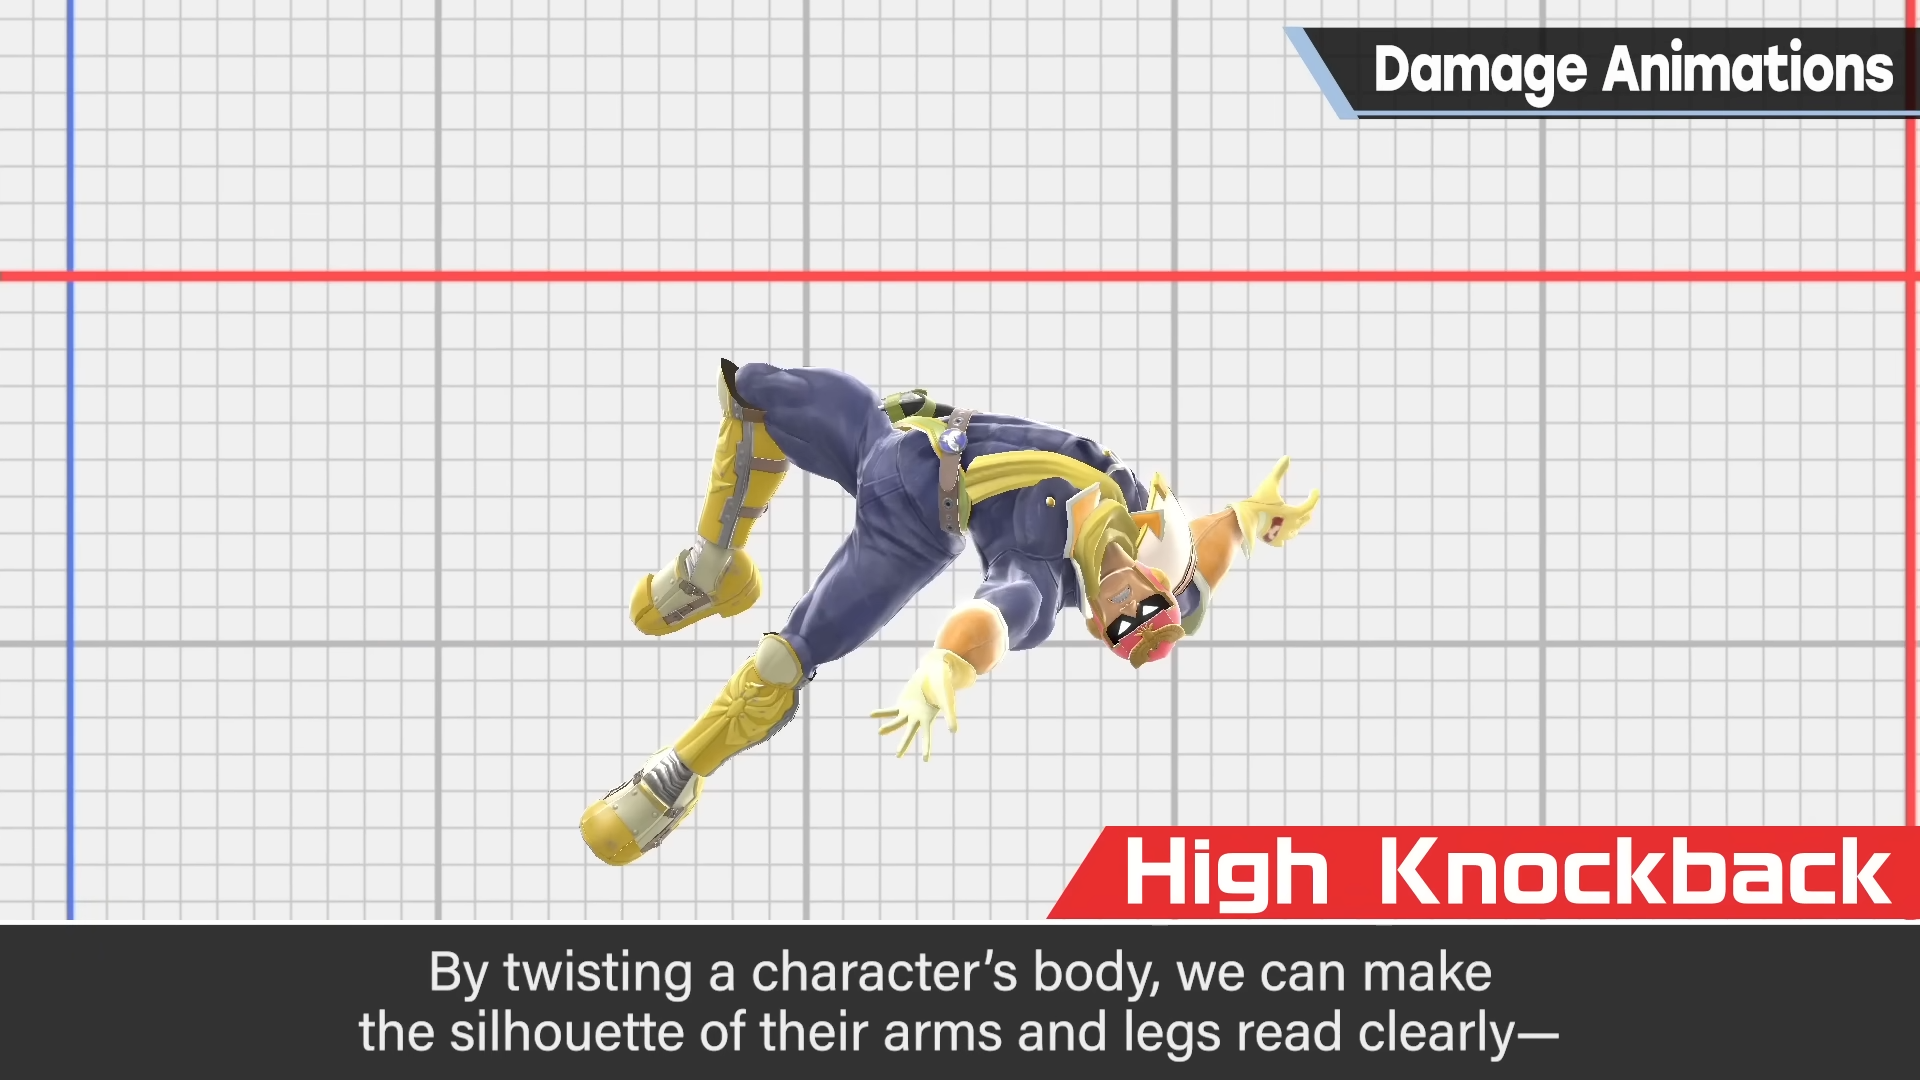 Damage Animations
High Knockback
By twisting a character’s body, we can make
the silhouette of their arms and legs read clearly—